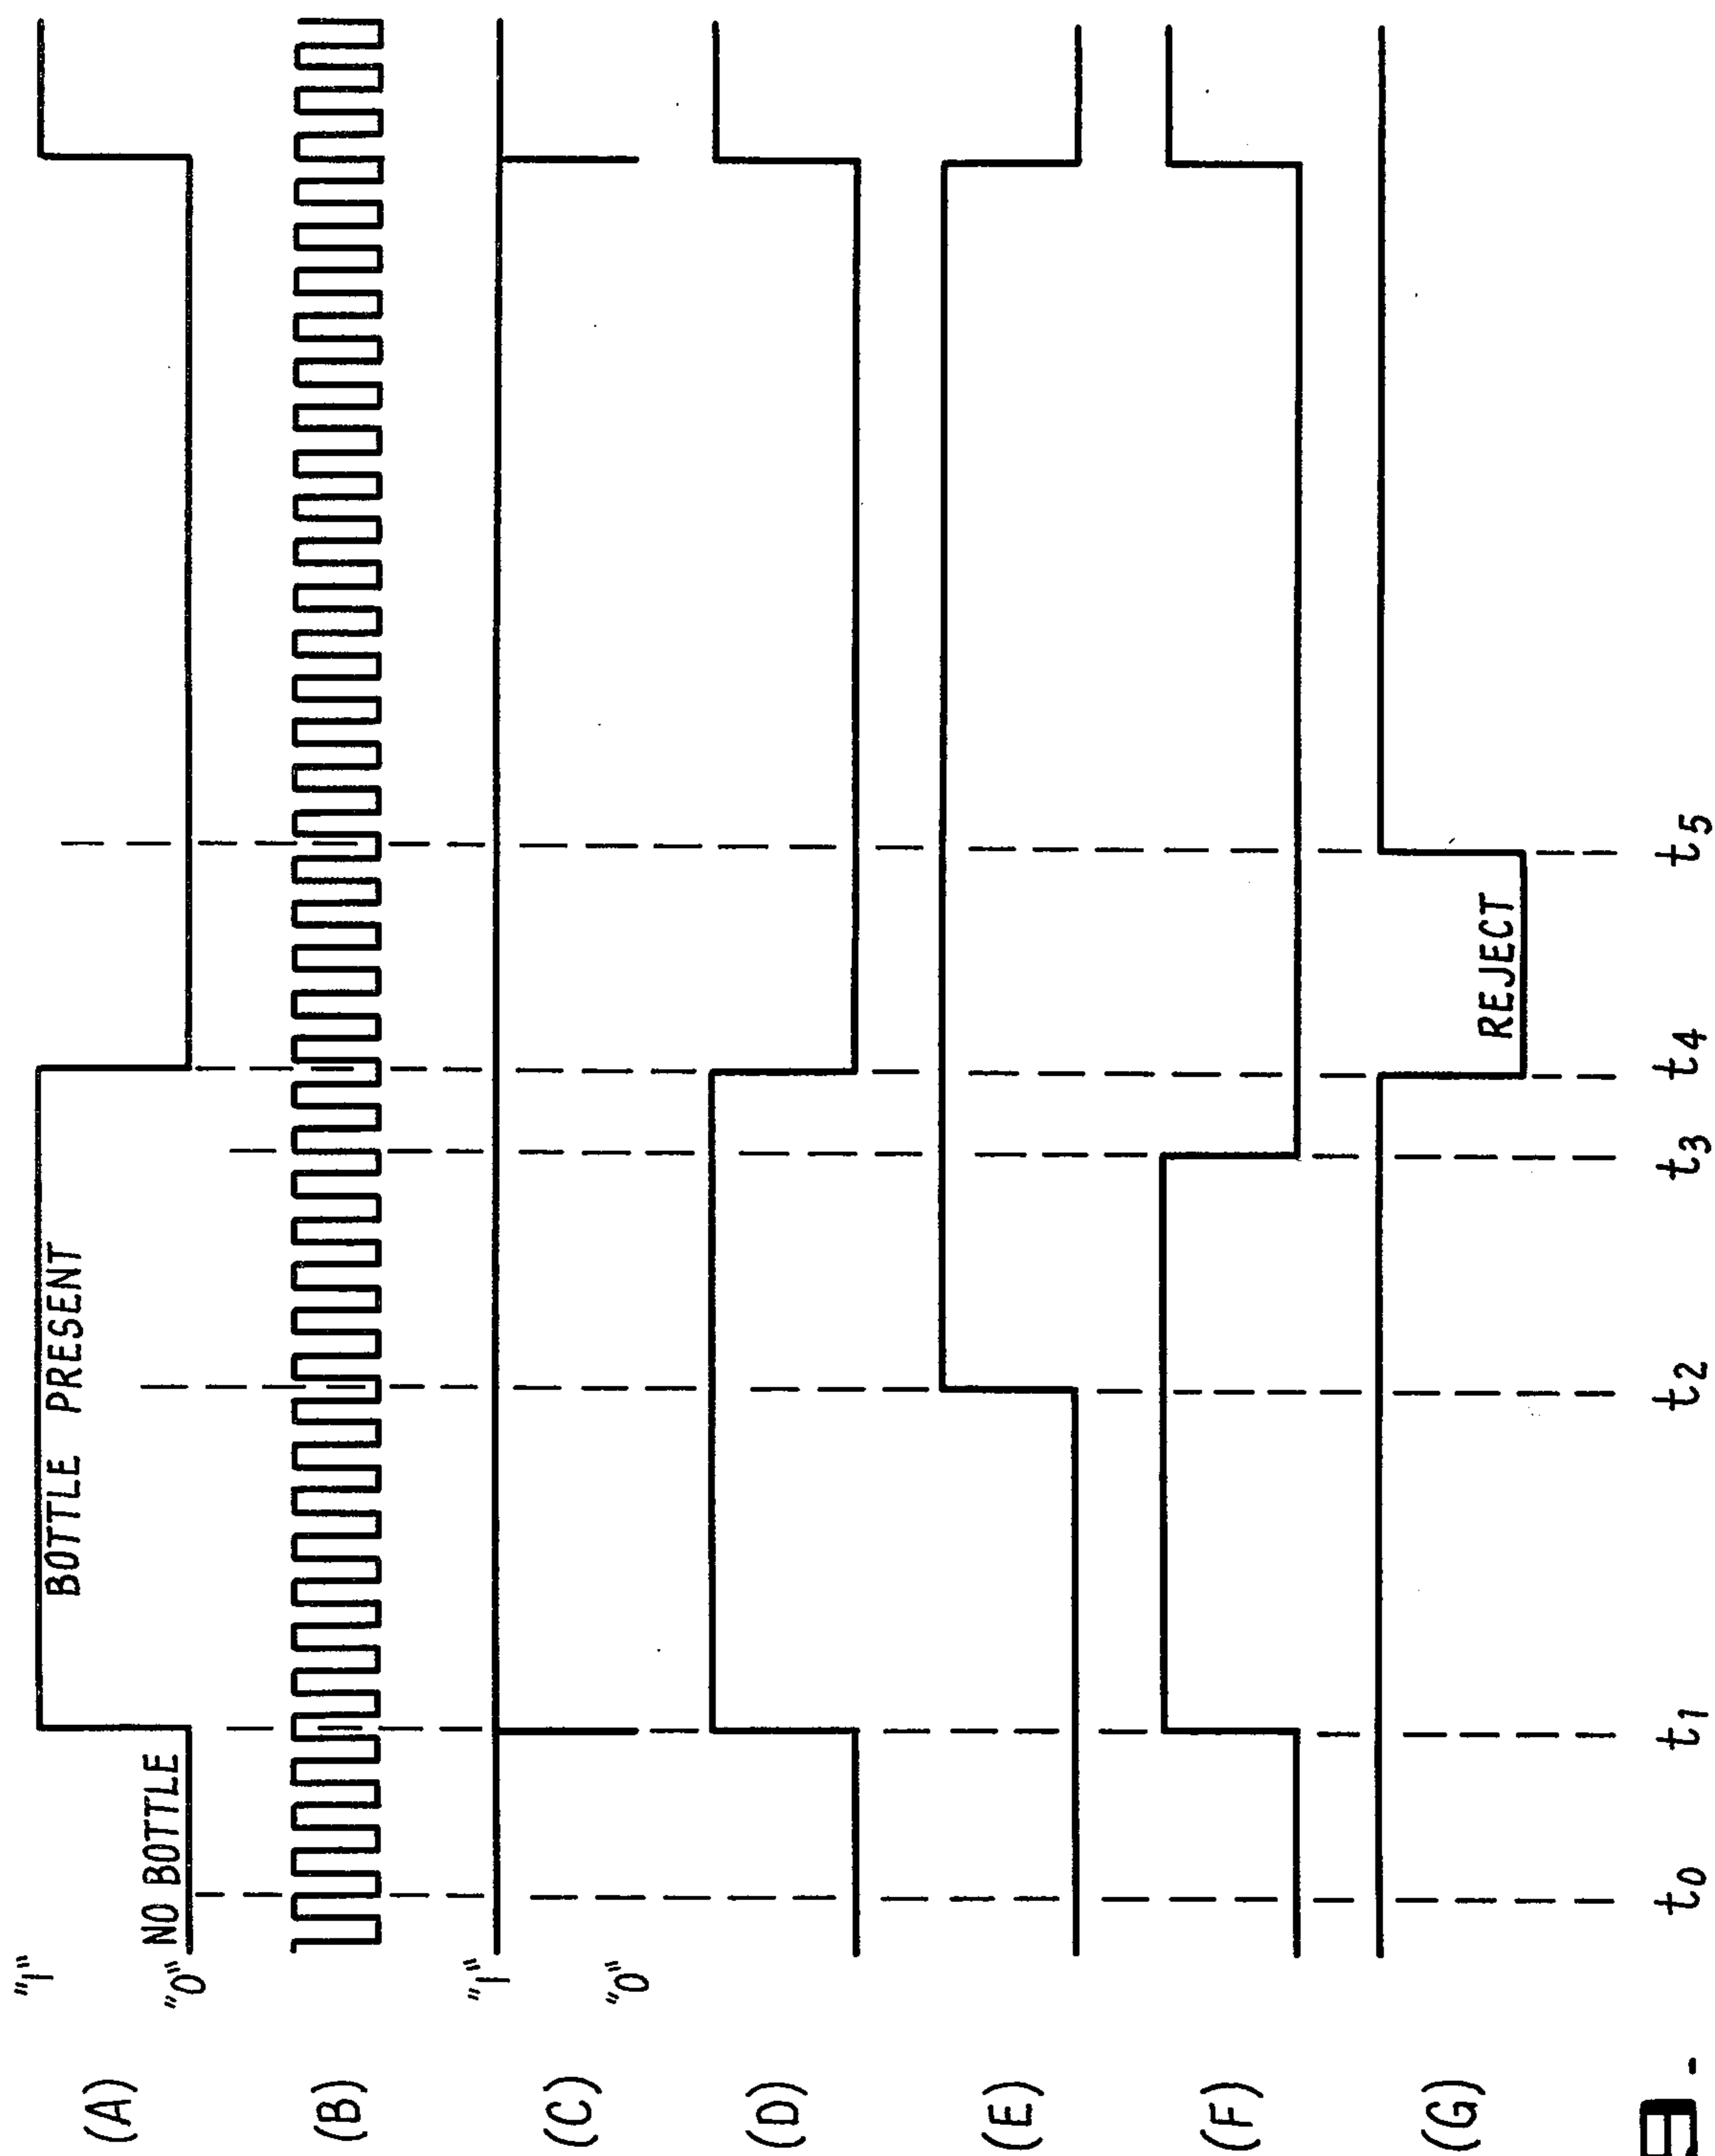 (A)
"1"
"0"
NO BOTTLE
BOTTLE PRESENT
(B)
(C)
"1"
"0"
(D)
(E)
(F)
(G)
REJECT
t0 t1 t2 t3 t4 t5